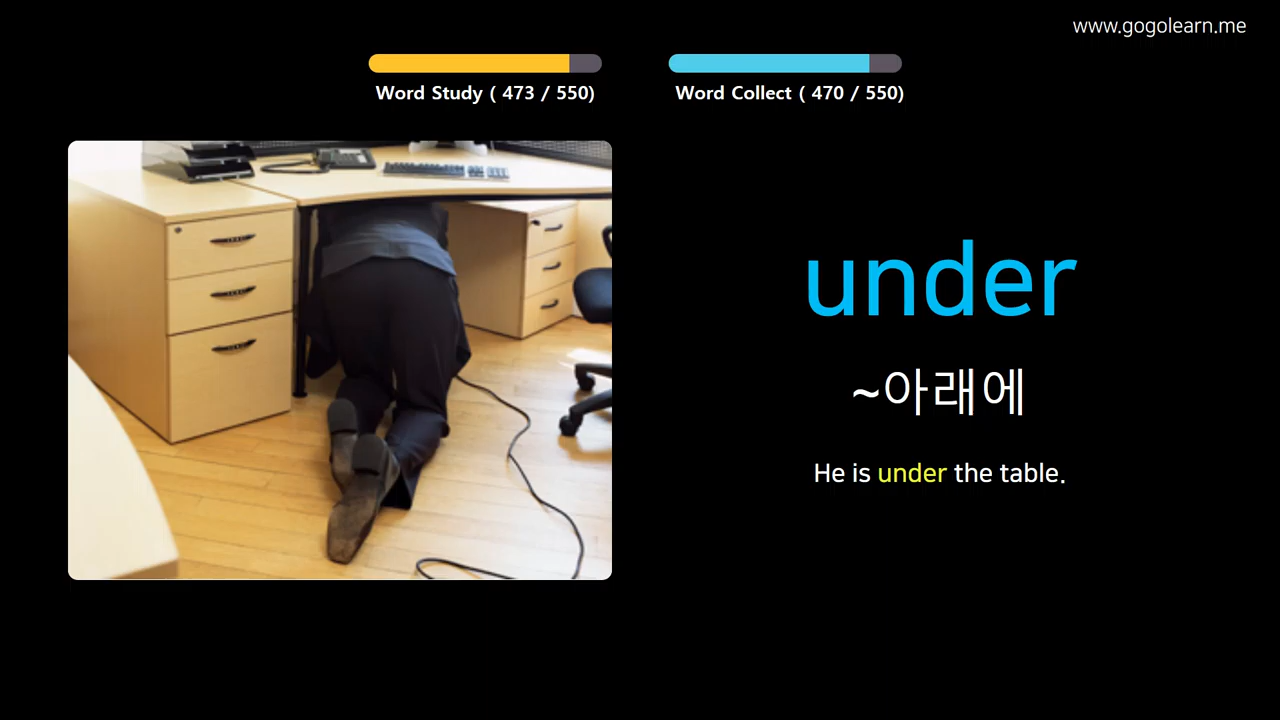 www.gogolearn.me
Word Study ( 473 / 550)
Word Collect ( 470 / 550)
under
~아래에
He is under the table.